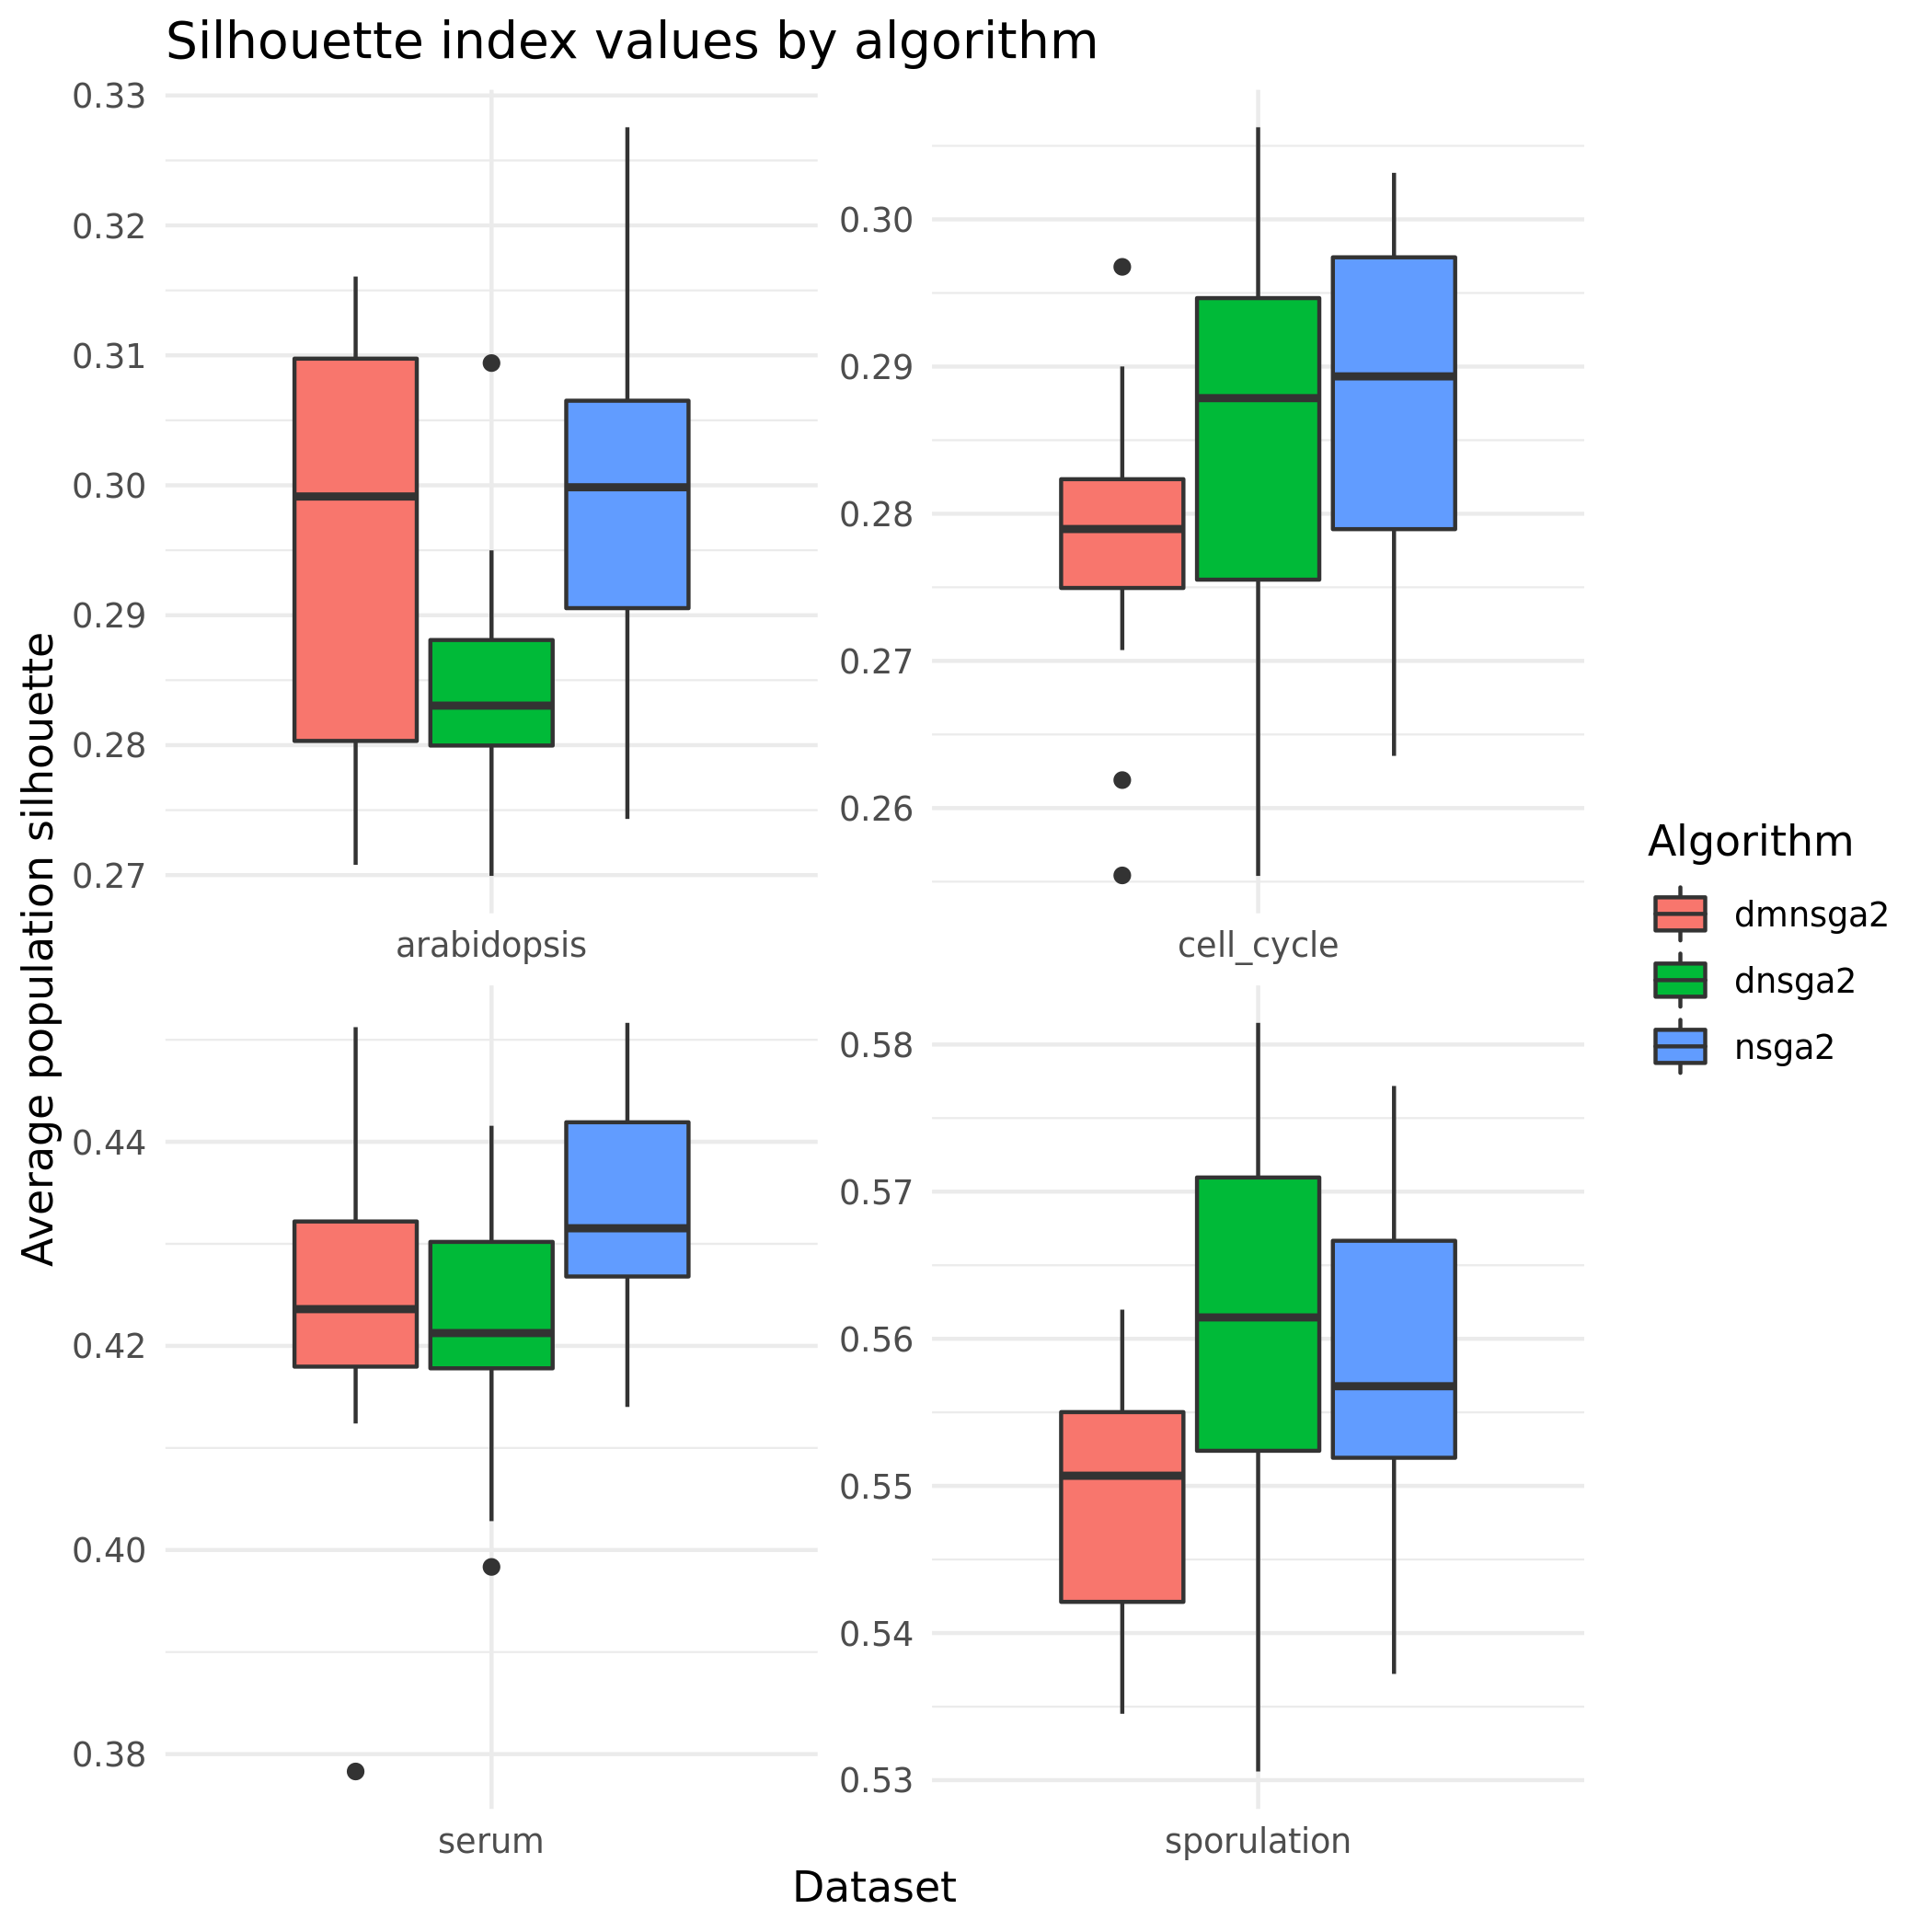 Silhouette index values by algorithm
Average population silhouette
0.33
0.32
0.31
0.30
0.29
0.28
0.27
arabidopsis
0.30
0.29
0.28
0.27
0.26
cell_cycle
0.44
0.42
0.40
0.38
serum
0.58
0.57
0.56
0.55
0.54
0.53
sporulation
Dataset
Algorithm
dmnsga2
dnsga2
nsga2